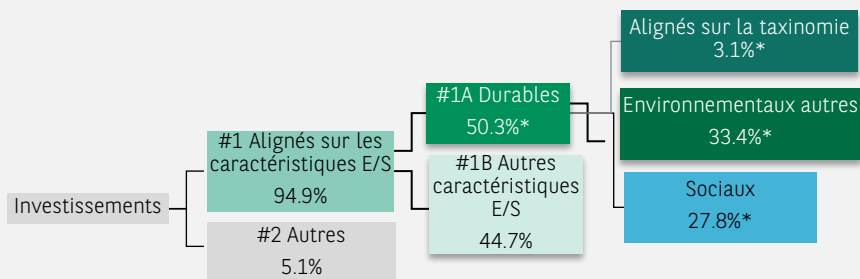 Investissements
#1 Alignés sur les
caractéristiques E/S
94.9%
#2 Autres
5.1%
#1A Durables
50.3%*
#1B Autres
caractéristiques
E/S
44.7%
Alignés sur la taxinomie
3.1%*
Environnementaux autres
33.4%*
Sociaux
27.8%*